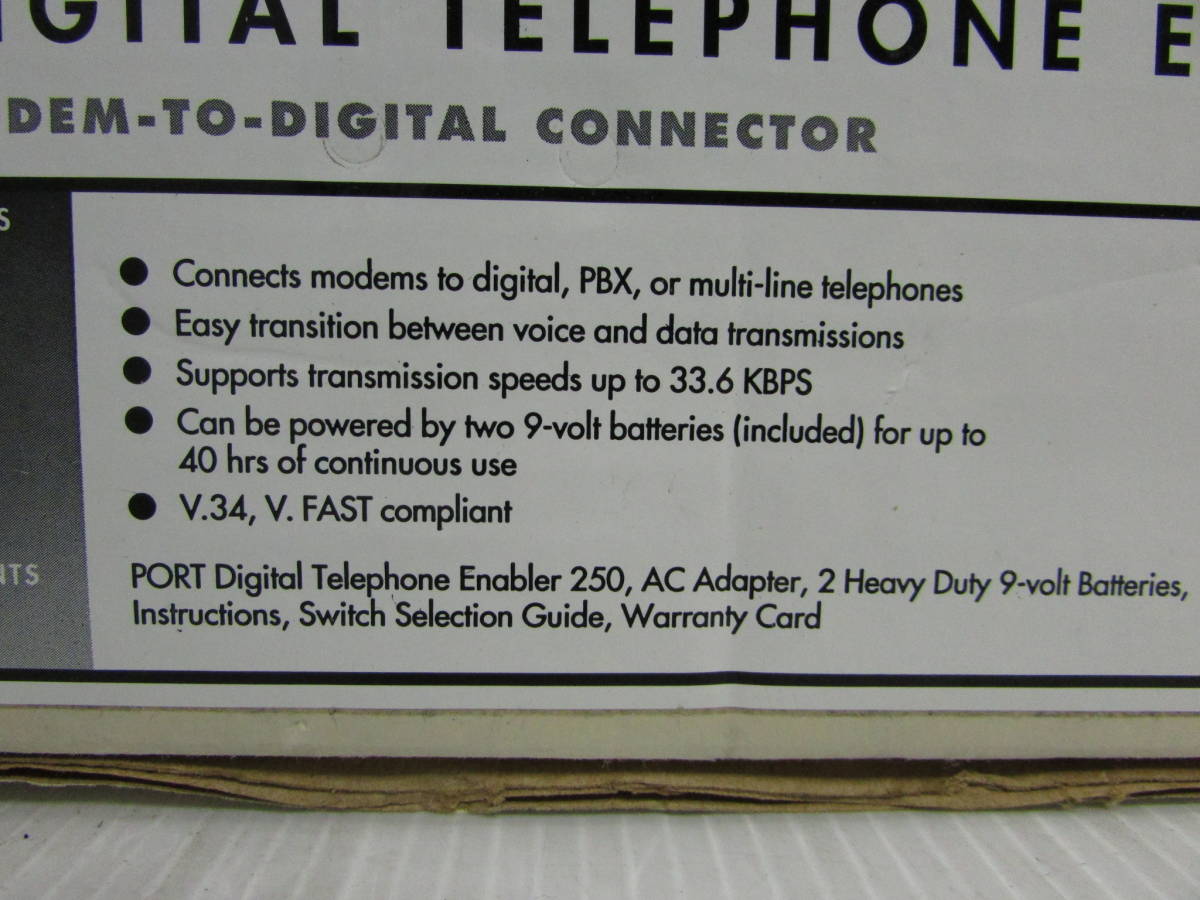 IGITAL TELEPHONE E
DEM-TO-DIGITAL CONNECTOR
S
● Connects modems to digital, PBX, or multi-line telephones
● Easy transition between voice and data transmissions
● Supports transmission speeds up to 33.6 KBPS
● Can be powered by two 9-volt batteries (included) for up to
40 hrs of continuous use
● V.34, V. FAST compliant
NTS
PORT Digital Telephone Enabler 250, AC Adapter, 2 Heavy Duty 9-volt Batteries,
Instructions, Switch Selection Guide, Warranty Card